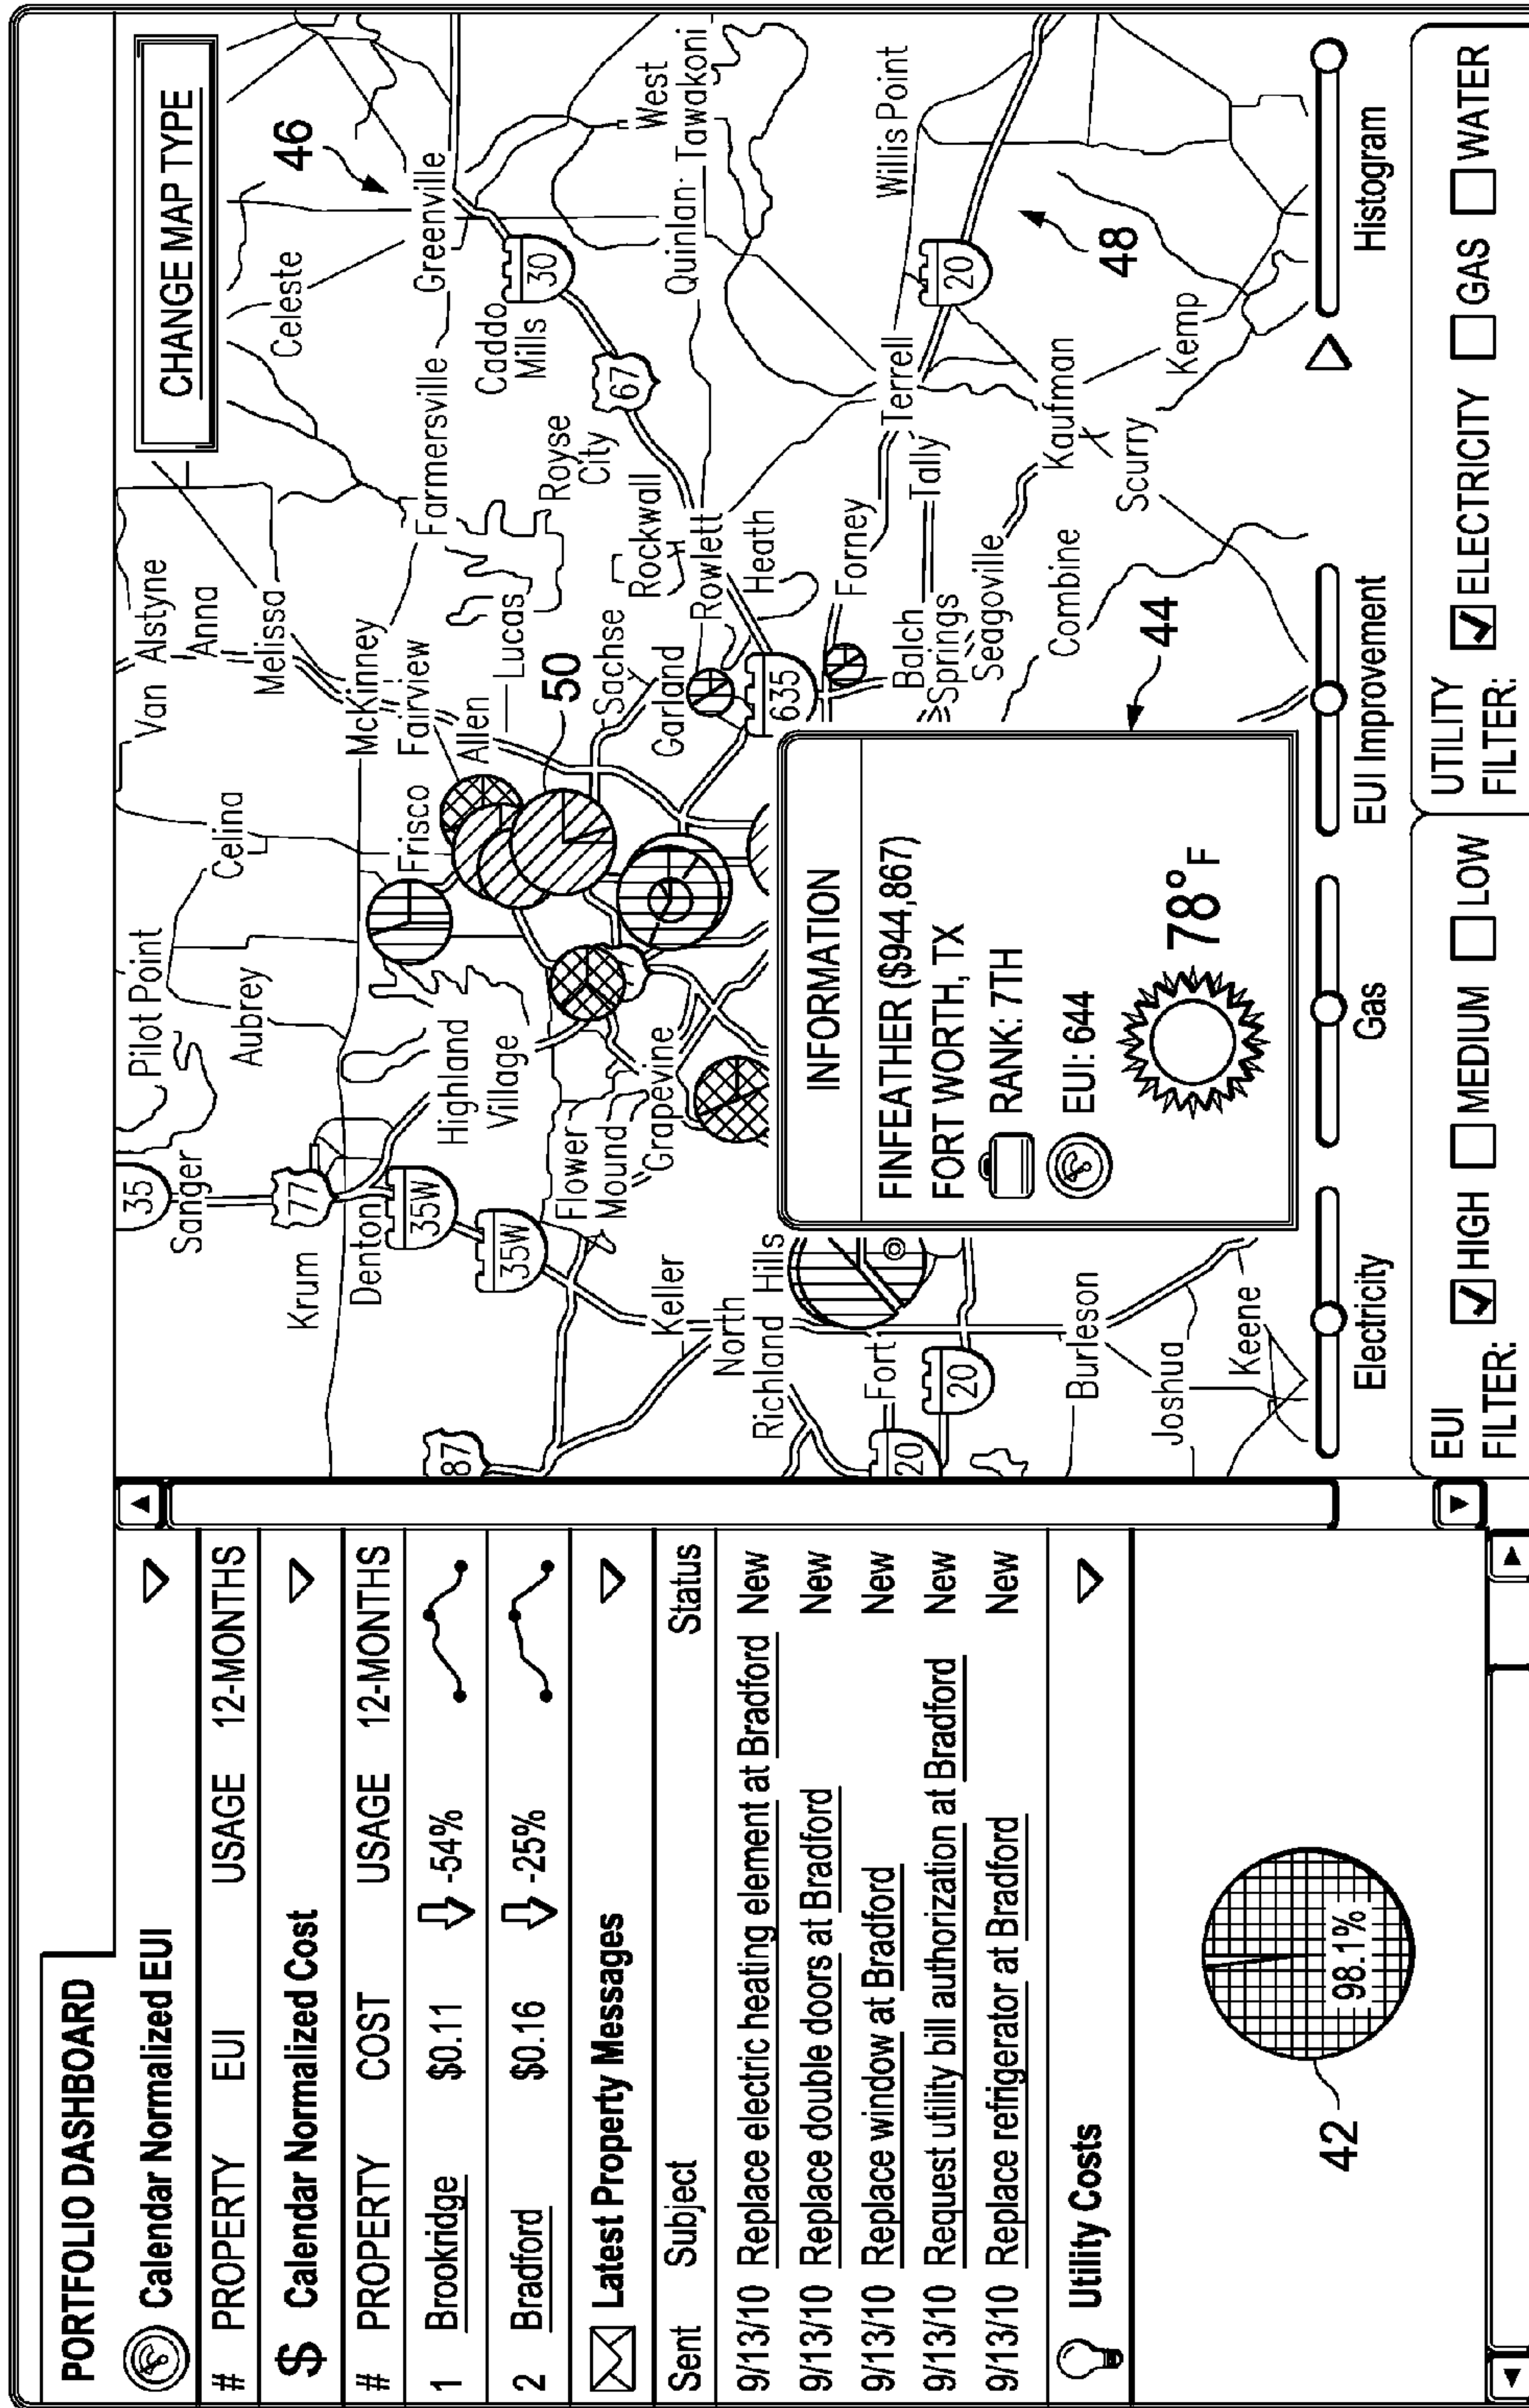 PORTFOLIO DASHBOARD
Calendar Normalized EUI
# PROPERTY EUI USAGE 12-MONTHS
$ Calendar Normalized Cost
# PROPERTY COST USAGE 12-MONTHS
1 Brookridge $0.11 -54%
2 Bradford $0.16 -25%
Latest Property Messages
Sent Subject Status
9/13/10 Replace electric heating element at Bradford New
9/13/10 Replace double doors at Bradford New
9/13/10 Replace window at Bradford New
9/13/10 Request utility bill authorization at Bradford New
9/13/10 Replace refrigerator at Bradford New
Utility Costs
98.1%
42
CHANGE MAP TYPE
46
35
Sanger
Pilot Point
Van Alstyne
Anna
Celina
Aubrey
Melissa
Celeste
Krum
77
Denton
McKinney
Frisco
Fairview
Farmersville
Greenville
35W
Highland
Village
Allen
Lucas
Caddo
Mills
30
87
35W
Flower
Mound
50
Royse
City
67
Sachse
Rockwall
West
Tawakoni
Quinlan
Keller
Grapevine
Garland
Rowlett
Heath
North
Richland Hills
635
Forney
Terrell
Willis Point
Fort
20
20
Balch
Springs
Tally
20
Seagoville
Kaufman
48
Burleson
Combine
Scurry
Kemp
Joshua
Keene
44
INFORMATION
FINFEATHER ($944,867)
FORT WORTH, TX
RANK: 7TH
EUI: 644
78°F
Electricity
Gas
EUI Improvement
Histogram
EUI
FILTER:
HIGH
MEDIUM
LOW
UTILITY
FILTER:
ELECTRICITY
GAS
WATER